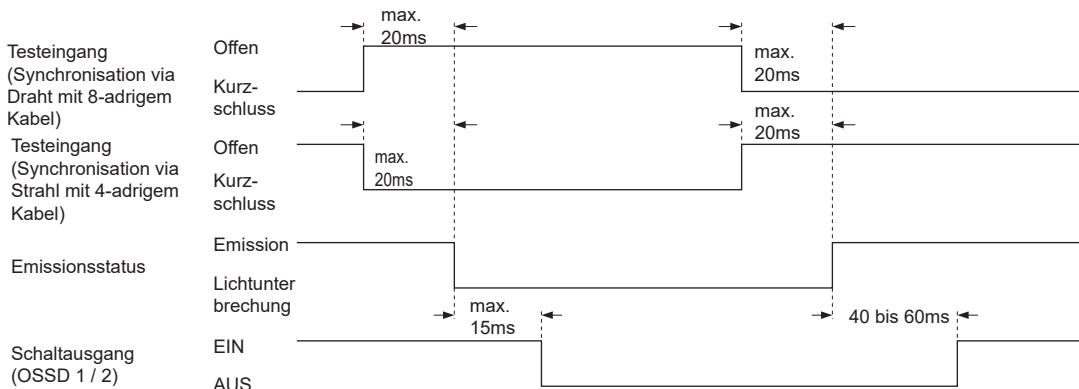 max.
20ms
Testeingang
(Synchronisation via
Draht mit 8-adrigem
Kabel)
Offen
Kurz-
schluss
max.
20ms
Testeingang
(Synchronisation via
Strahl mit 4-adrigem
Kabel)
Offen
Kurz-
schluss
max.
20ms
max.
20ms
Emissionsstatus
Emission
Lichtunter
brechung
max.
15ms
40 bis 60ms
Schaltausgang
(OSSD 1 / 2)
EIN
AUS